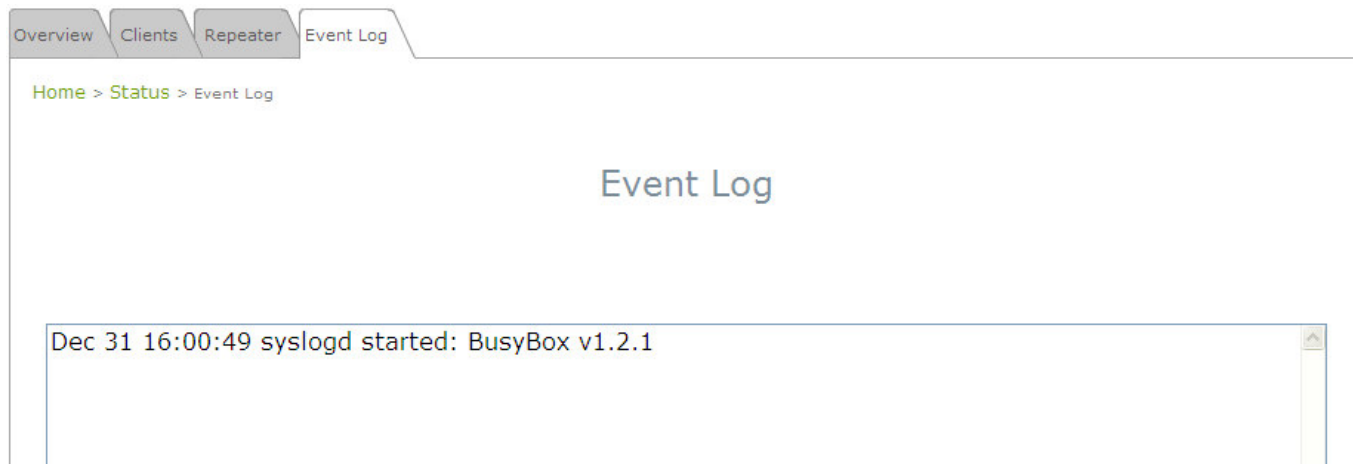 Overview Clients Repeater Event Log
Home > Status > Event Log
Event Log
Dec 31 16:00:49 syslogd started: BusyBox v1.2.1